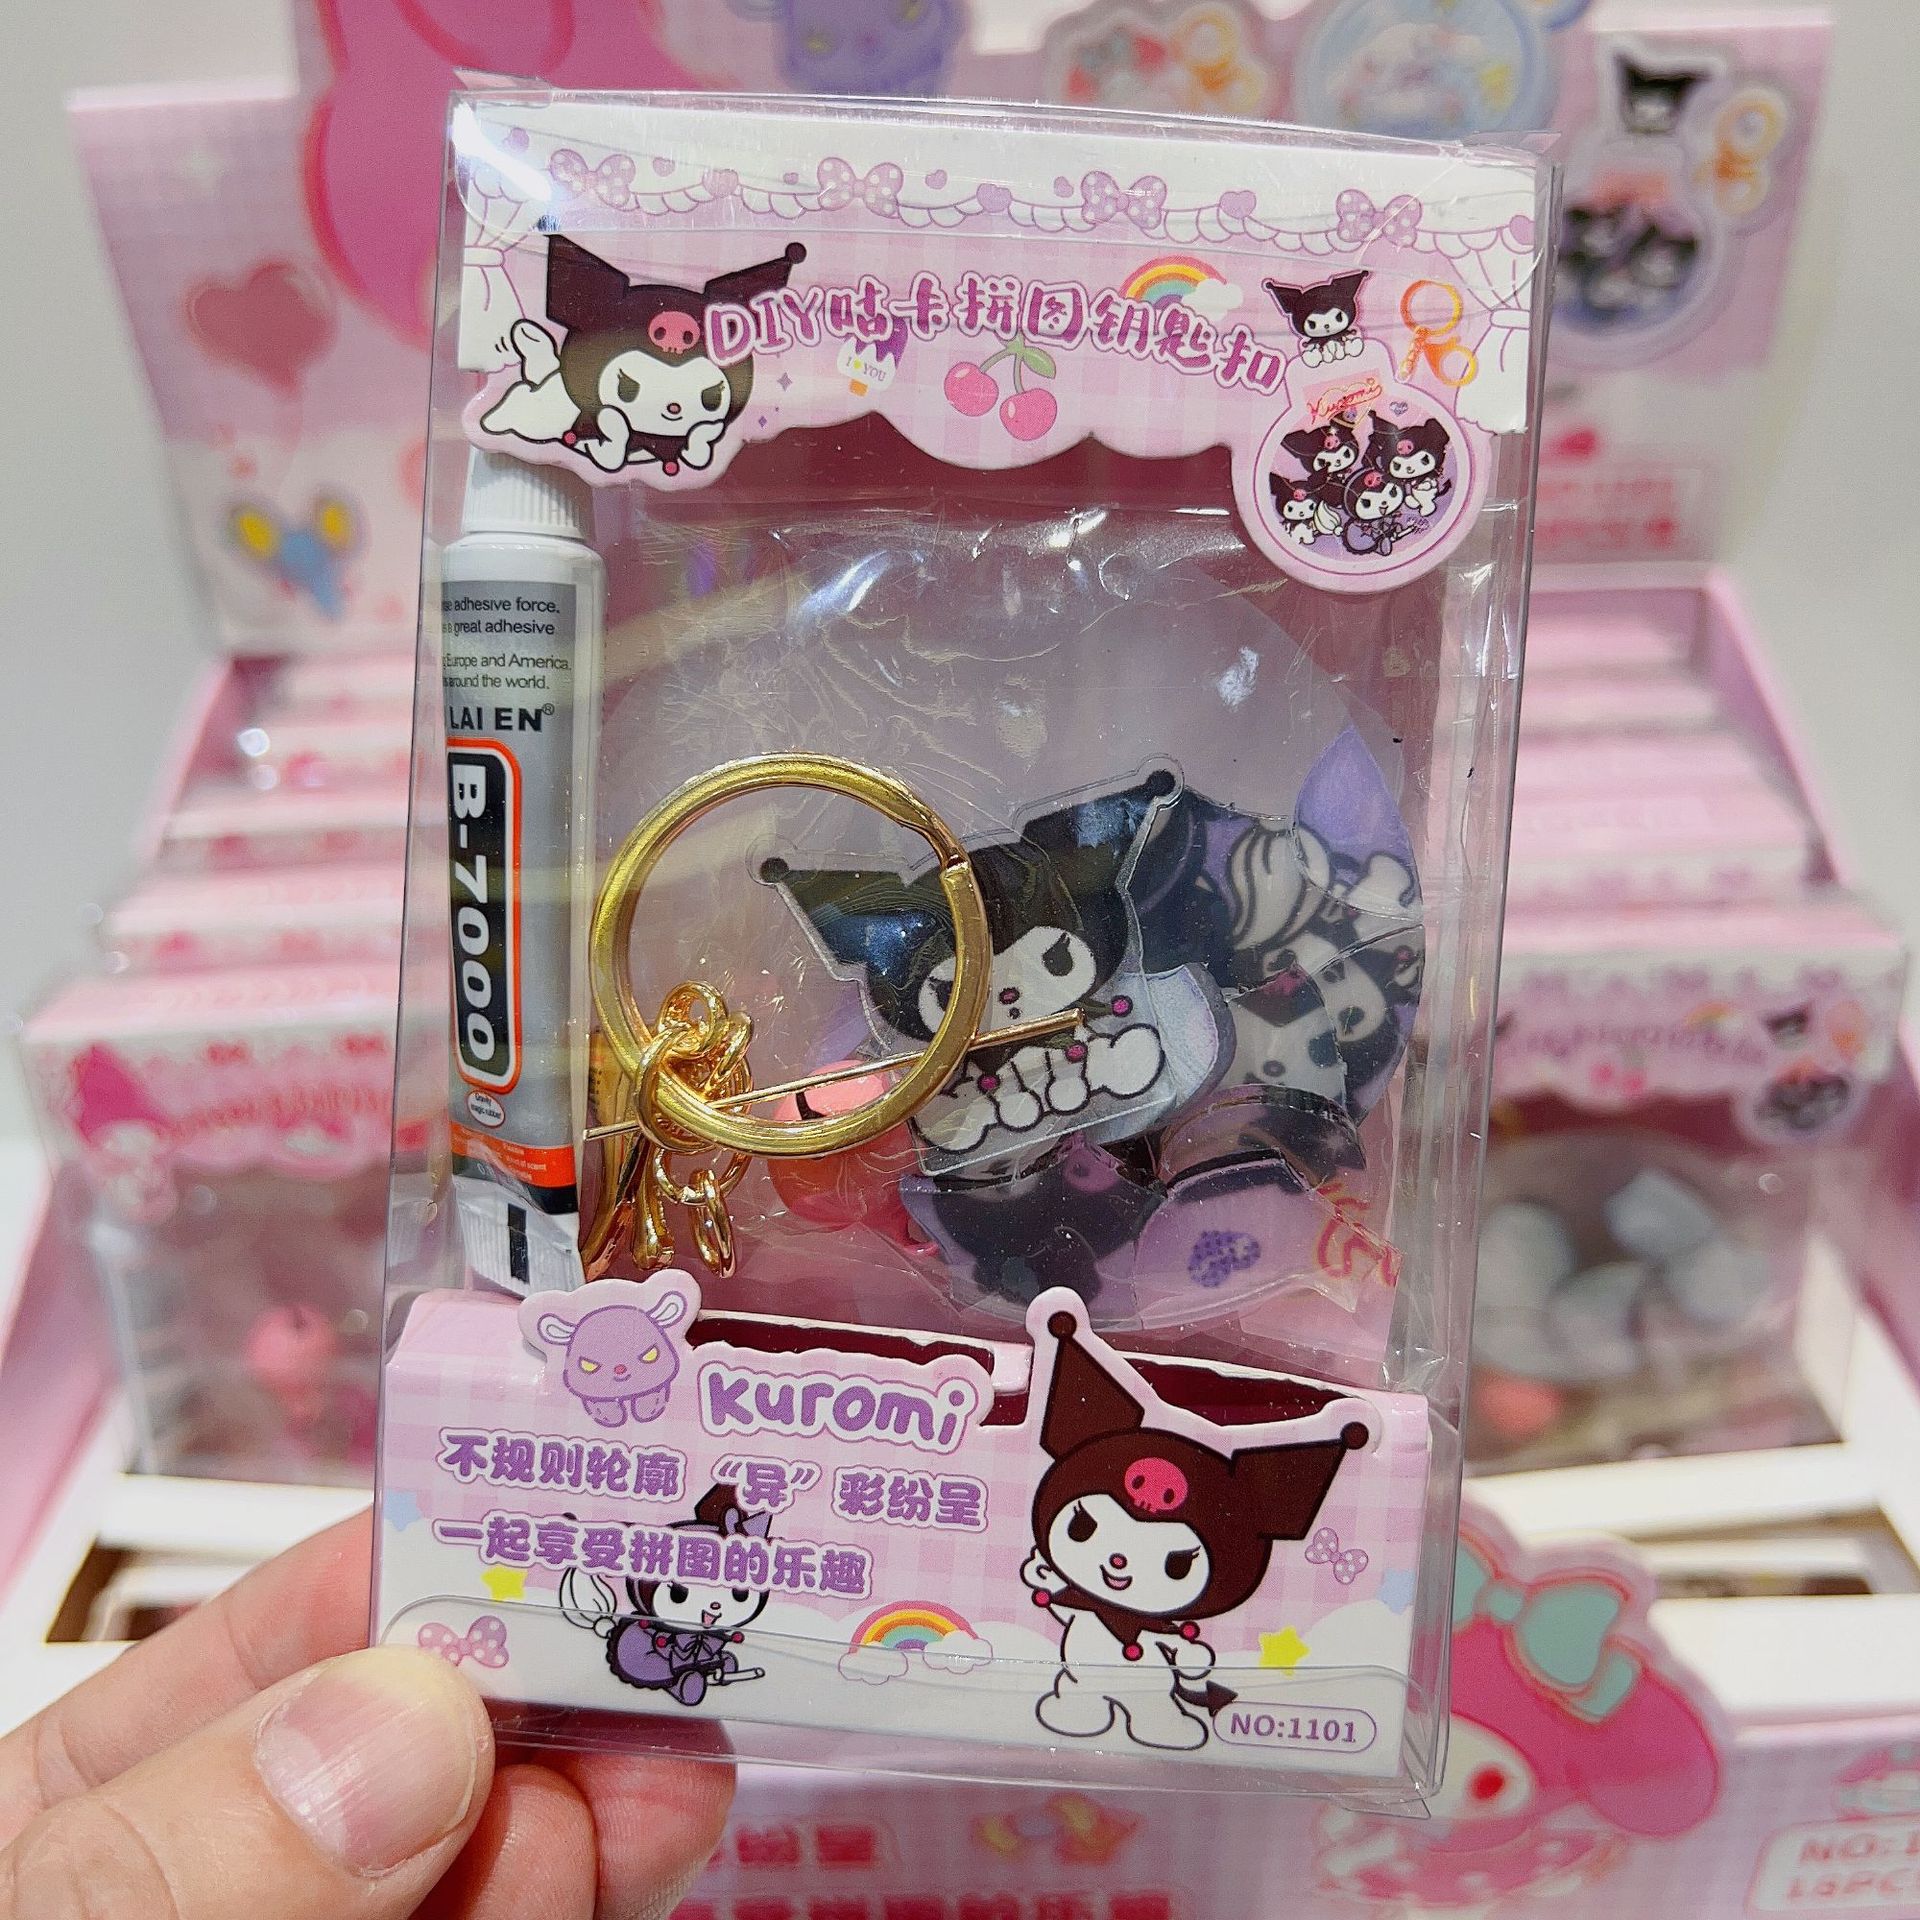 DIY咕卡拼图钥匙扣
I YOU
Kuromi
adhesive force.
a great adhesive
Europe and America.
around the world.
LAI EN®
B-7000
kuromi
不规则轮廓 “异” 彩纷呈
一起享受拼图的乐趣
NO:1101